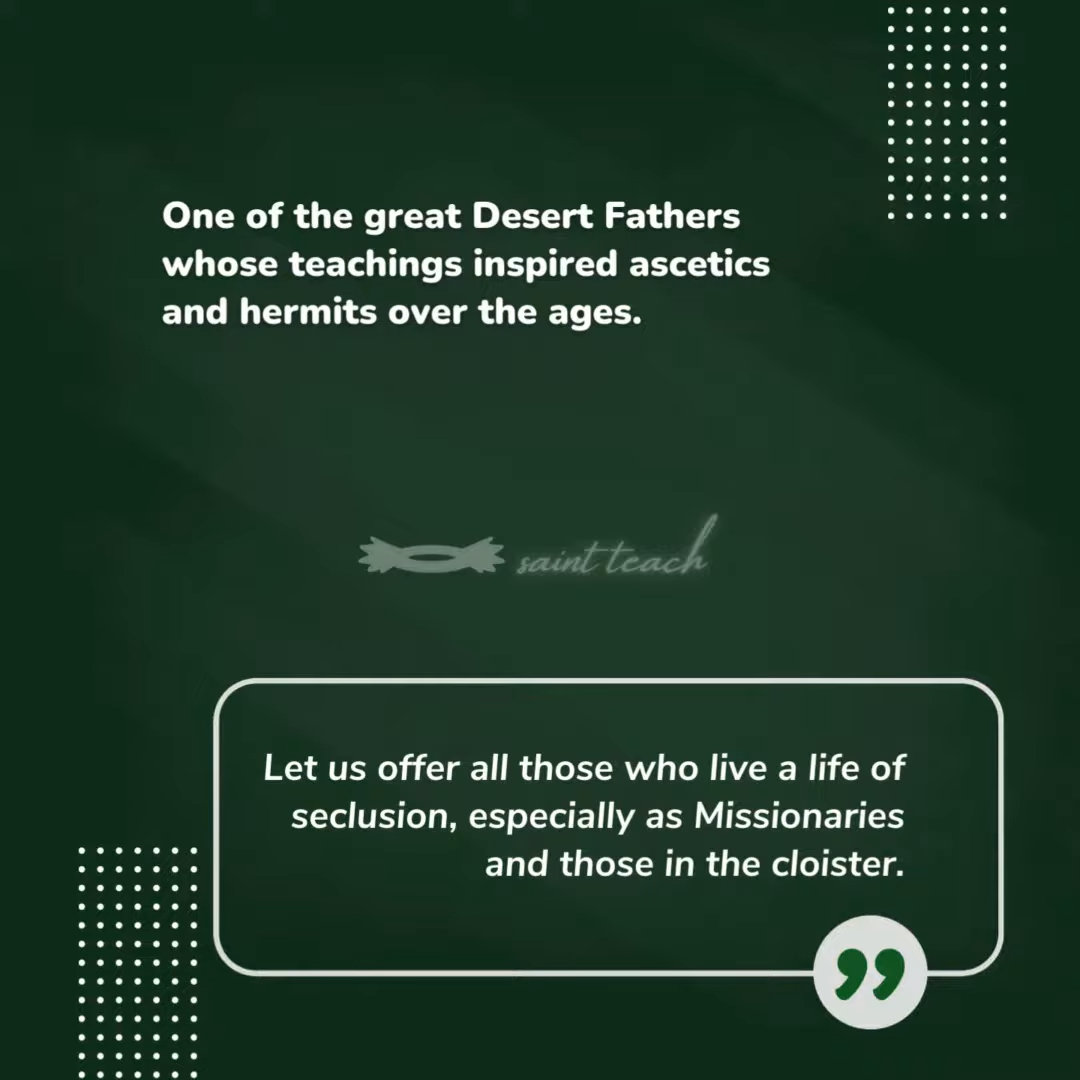 One of the great Desert Fathers
whose teachings inspired ascetics
and hermits over the ages.
saint teach
Let us offer all those who live a life of
seclusion, especially as Missionaries
and those in the cloister.
”